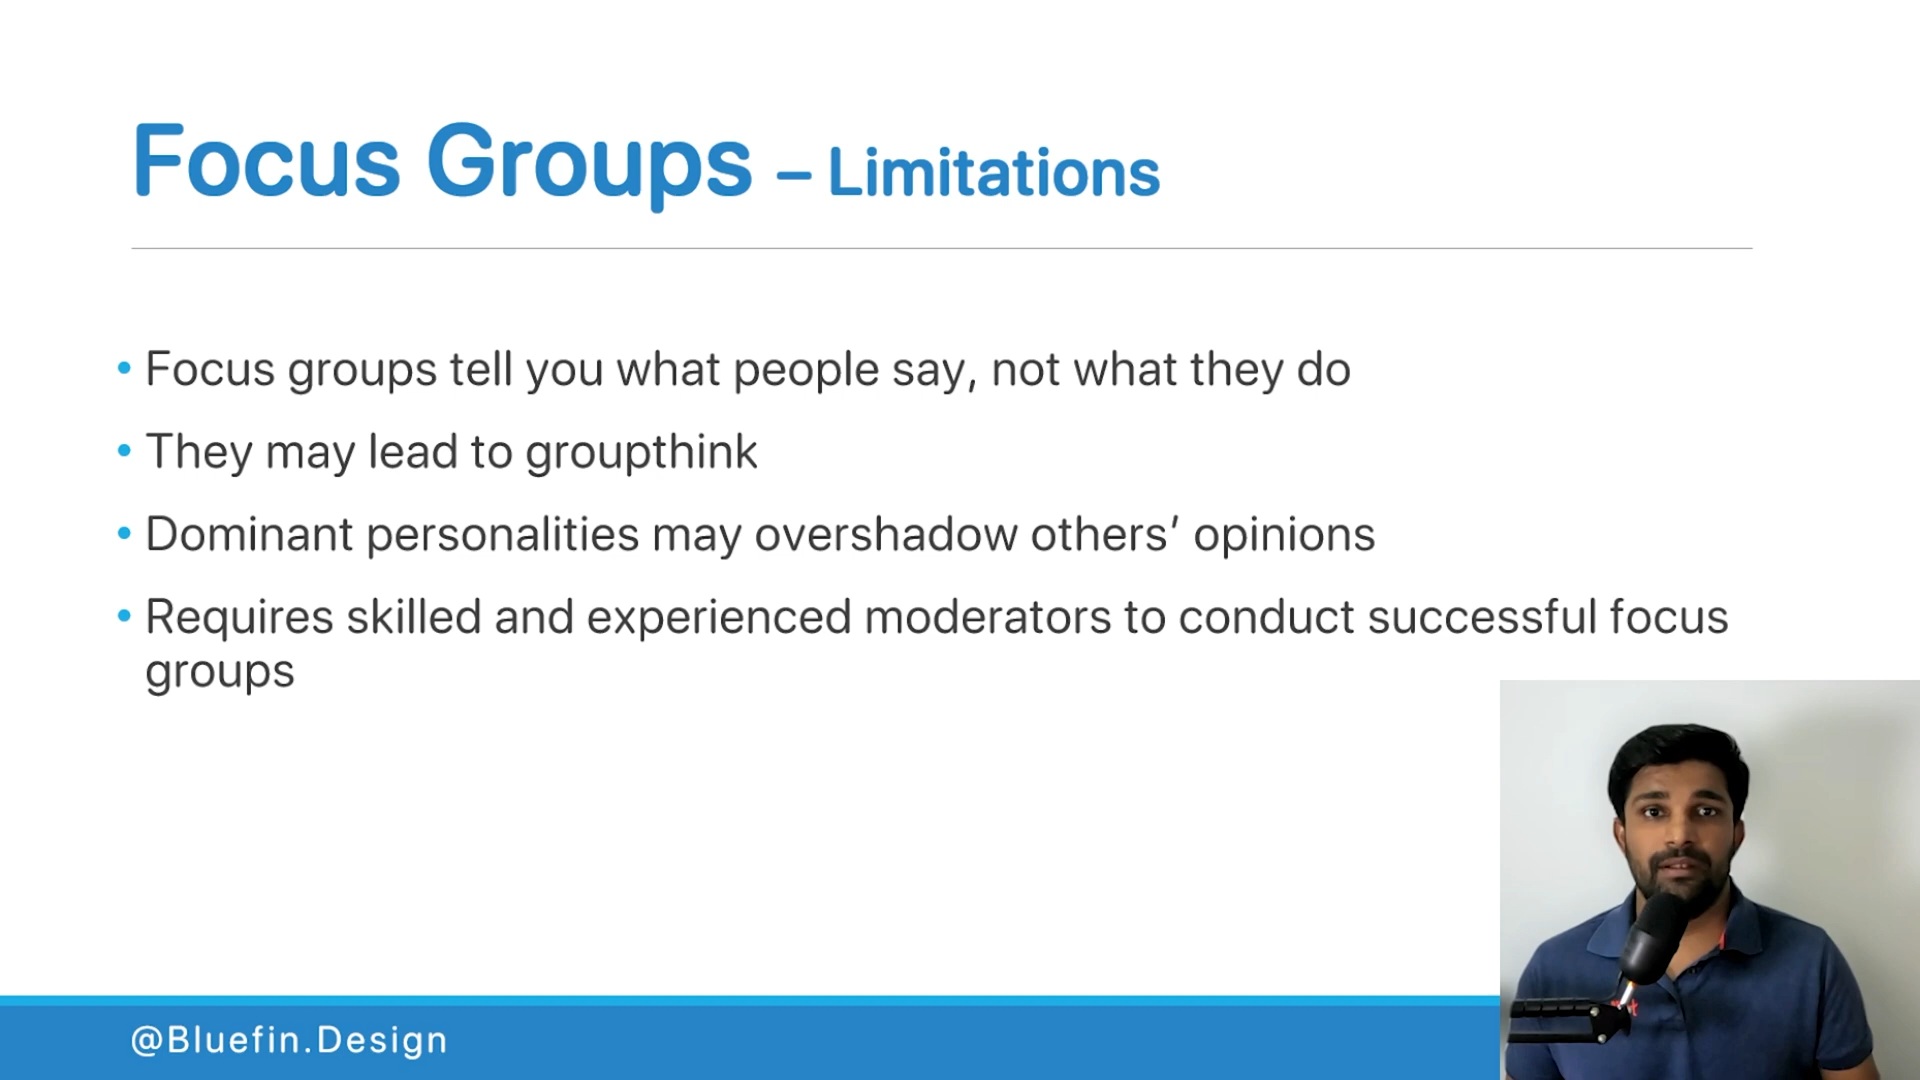 Focus Groups – Limitations
• Focus groups tell you what people say, not what they do
• They may lead to groupthink
• Dominant personalities may overshadow others’ opinions
• Requires skilled and experienced moderators to conduct successful focus
groups
@Bluefin.Design